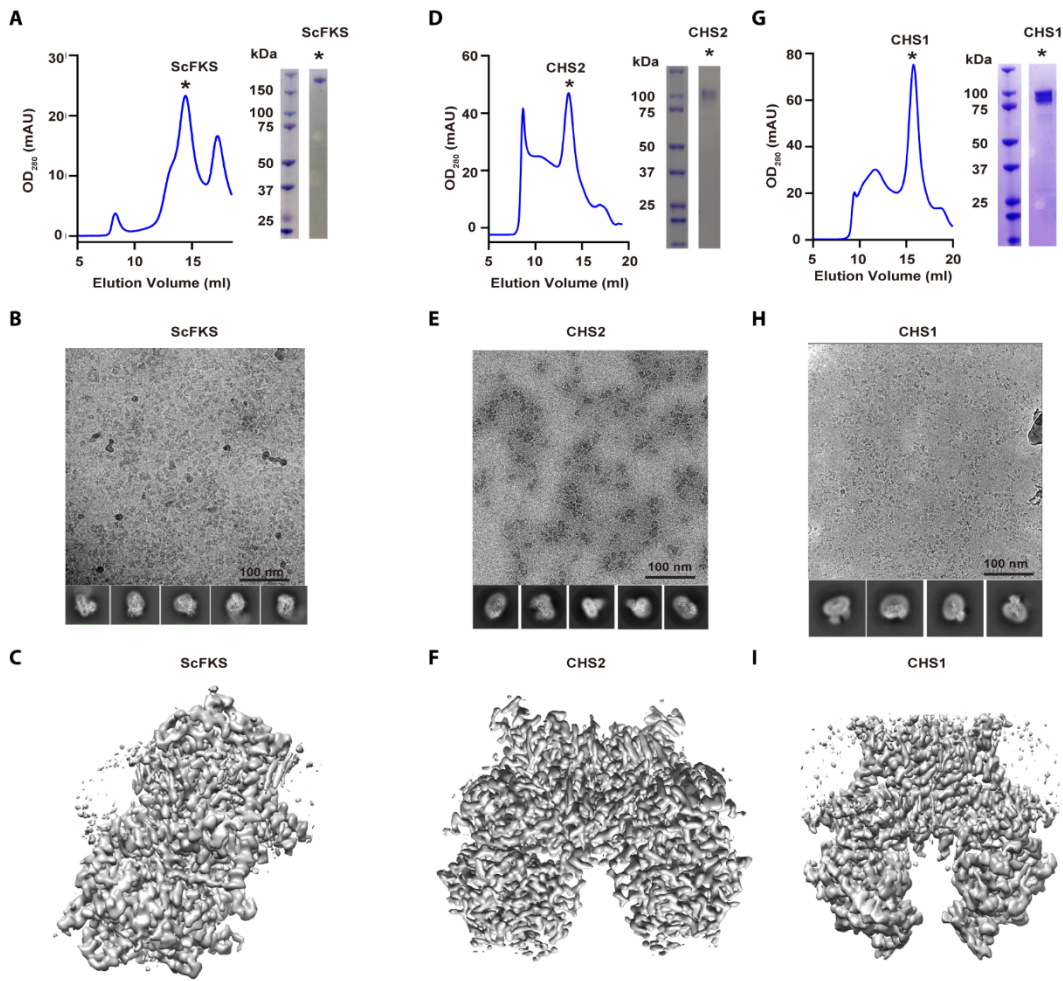 A
ScFKS
kDa
*
ScFKS
*
150
100
75
50
37
25
30
20
10
0
OD280 (mAU)
5 10 15
Elution Volume (ml)
D
CHS2
kDa
*
CHS2
*
100
75
50
37
25
60
40
20
0
OD280 (mAU)
5 10 15 20
Elution Volume (ml)
G
CHS1
kDa
*
CHS1
*
100
75
50
37
25
80
60
40
20
0
OD280 (mAU)
5 10 15 20
Elution Volume (ml)
B
ScFKS
100 nm
E
CHS2
100 nm
H
CHS1
100 nm
C
ScFKS
F
CHS2
I
CHS1